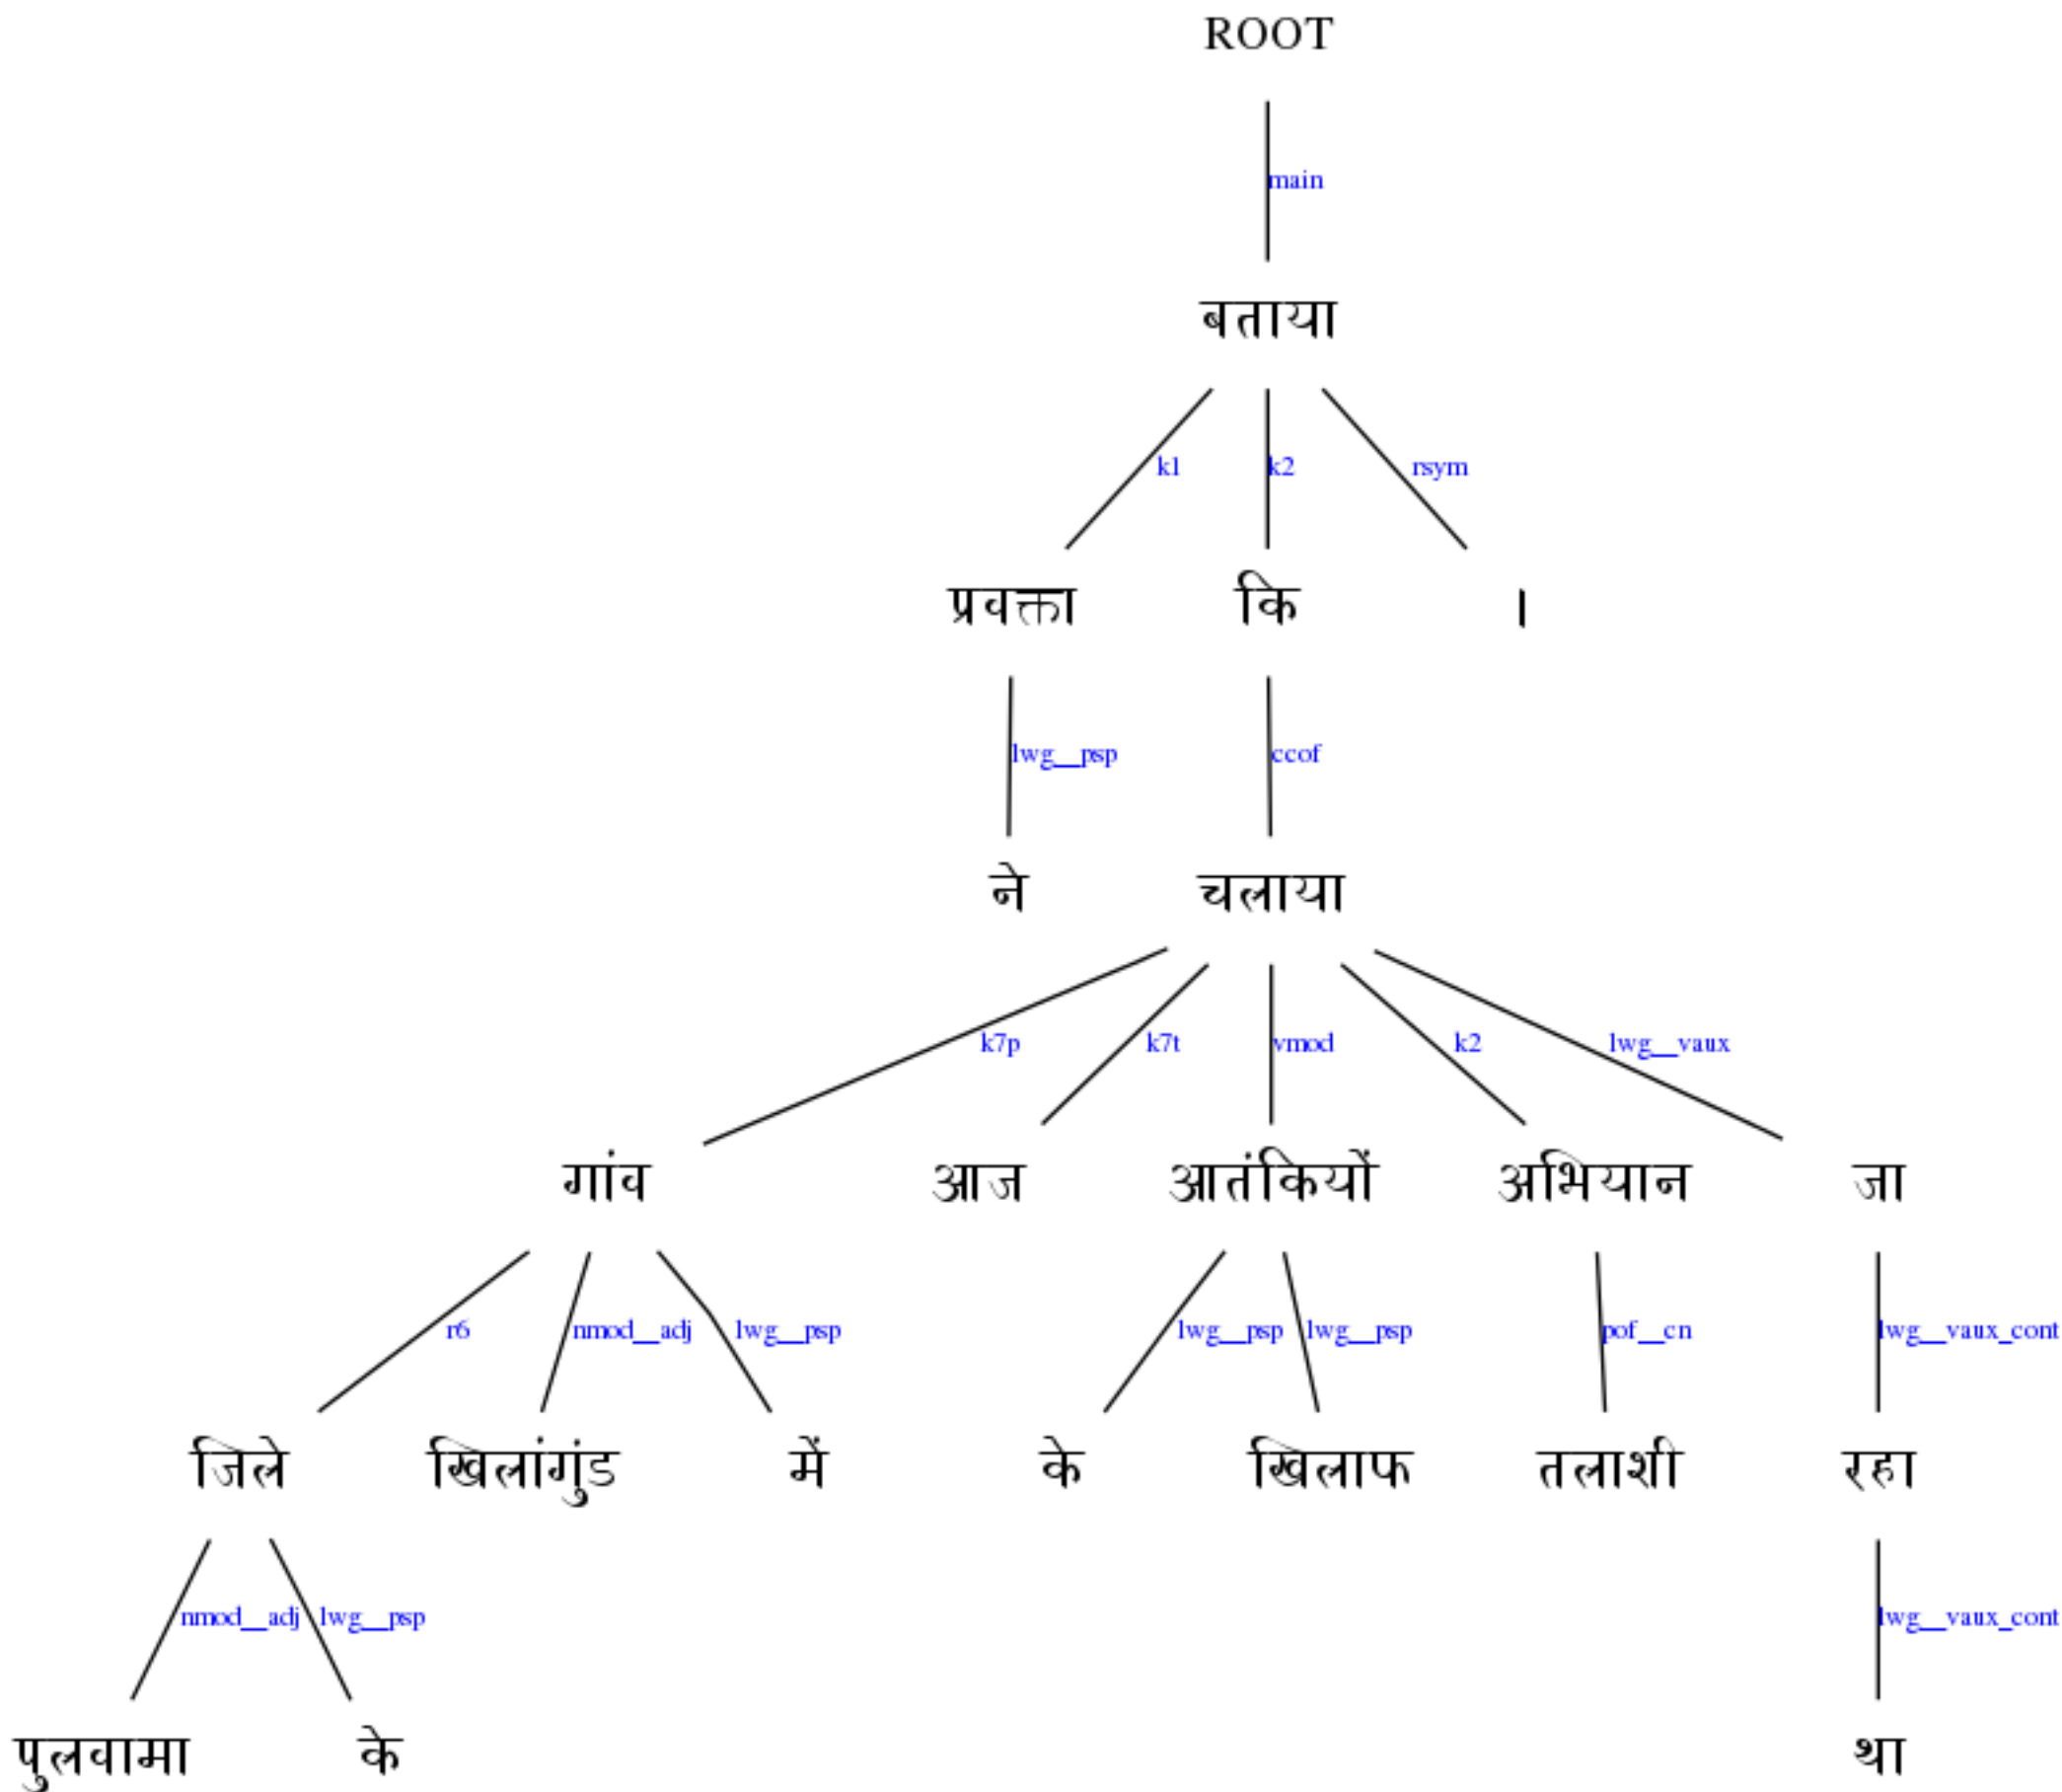 ROOT
main
बताया
k1 k2 rsym
प्रवक्ता कि ।
lwg__psp ccof
ने चलाया
k7p k7t vmod k2 lwg__vaux
गांव आज आतंकियों अभियान जा
r6 nmod__adj lwg__psp lwg__psp lwg__psp pof__cn lwg__vaux_cont
जिले खिलांगुंड में के खिलाफ तलाशी रहा
nmod__adj lwg__psp lwg__vaux_cont
पुलवामा के था